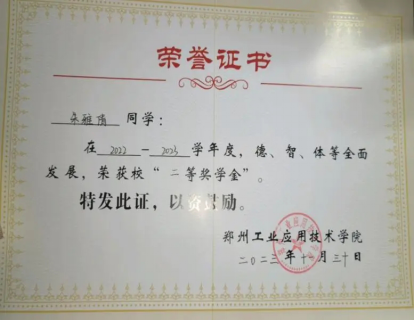 荣誉证书
朱雅倩 同学:
在 2022 - 2023 学年度,德、智、体等全面
发展,荣获校“二等奖学金”。
特发此证,以资鼓励。
郑州工业应用技术学院
二〇二三年十一月三十日